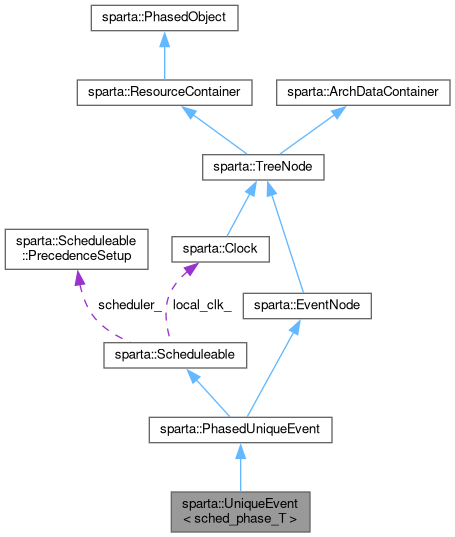 sparta::PhasedObject
sparta::ResourceContainer
sparta::ArchDataContainer
sparta::TreeNode
sparta::Scheduleable
::PrecedenceSetup
sparta::Clock
sparta::EventNode
scheduler_
local_clk_
sparta::Scheduleable
sparta::PhasedUniqueEvent
sparta::UniqueEvent
< sched_phase_T >